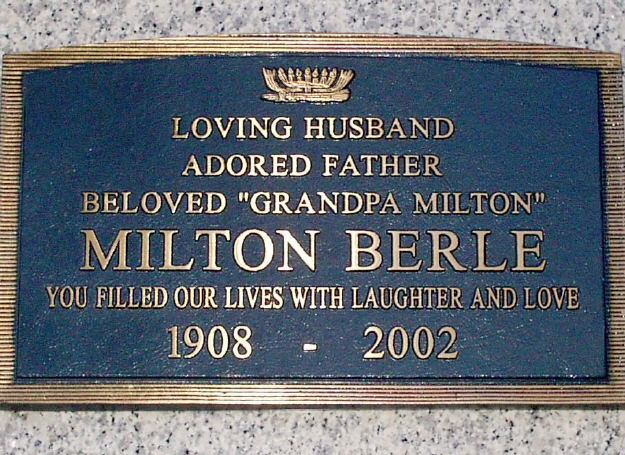 LOVING HUSBAND
ADORED FATHER
BELOVED "GRANDPA MILTON"
MILTON BERLE
YOU FILLED OUR LIVES WITH LAUGHTER AND LOVE
1908 - 2002